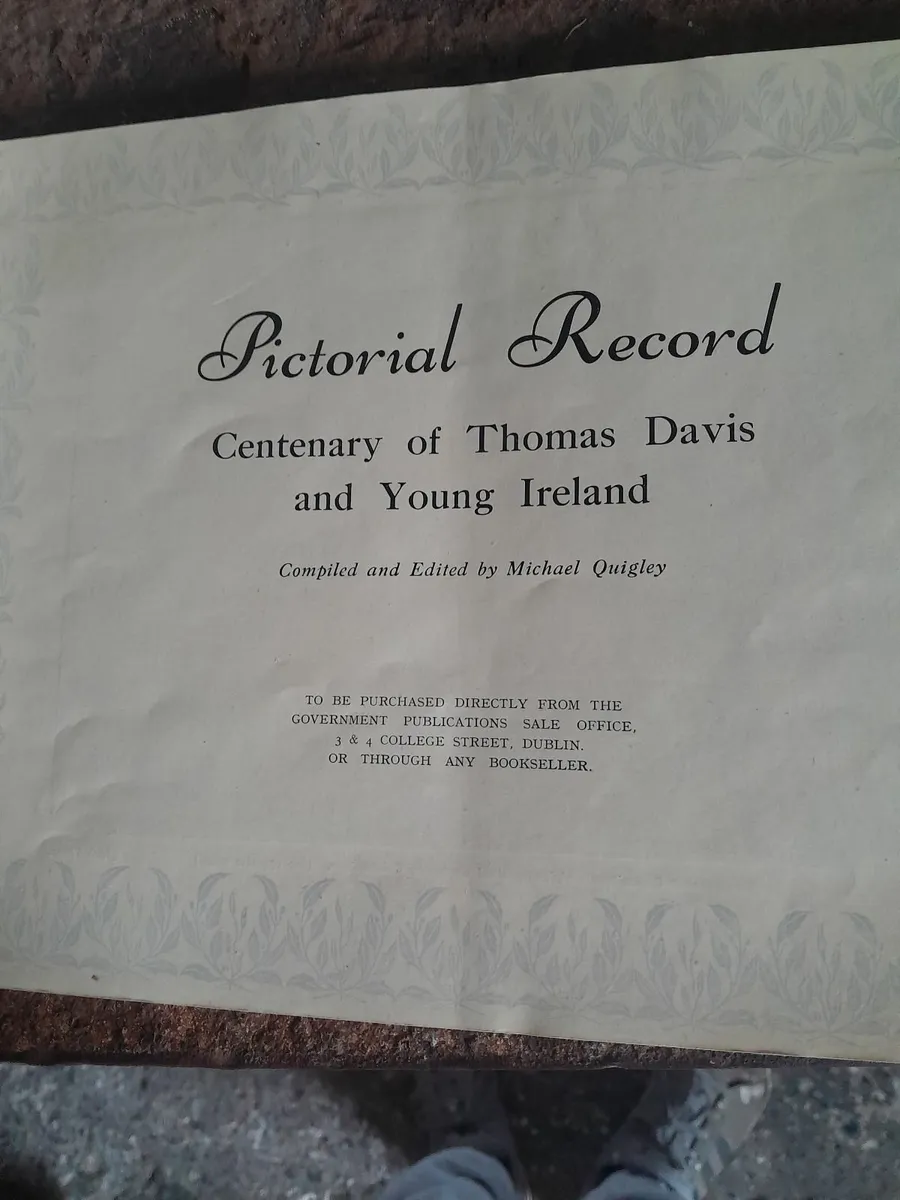 Pictorial Record
Centenary of Thomas Davis
and Young Ireland
Compiled and Edited by Michael Quigley
TO BE PURCHASED DIRECTLY FROM THE
GOVERNMENT PUBLICATIONS SALE OFFICE,
3 & 4 COLLEGE STREET, DUBLIN.
OR THROUGH ANY BOOKSELLER.